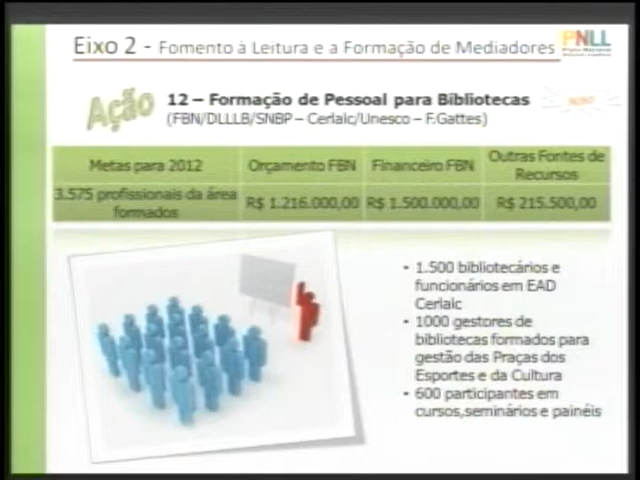 Eixo 2 - Fomento à Leitura e a Formação de Mediadores
PNLL
Ação
12 – Formação de Pessoal para Bibliotecas
(FBN/DLLLB/SNBP – Cerlalc/Unesco – F.Gattes)
Metas para 2012
Orçamento FBN
Financeiro FBN
Outras Fontes de
Recursos
3.575 profissionais da área
formados
R$ 1.216.000,00
R$ 1.500.000,00
R$ 215.500,00
• 1.500 bibliotecários e
funcionários em EAD
Cerlalc
• 1000 gestores de
bibliotecas formados para
gestão das Praças dos
Esportes e da Cultura
• 600 participantes em
cursos,seminários e painéis